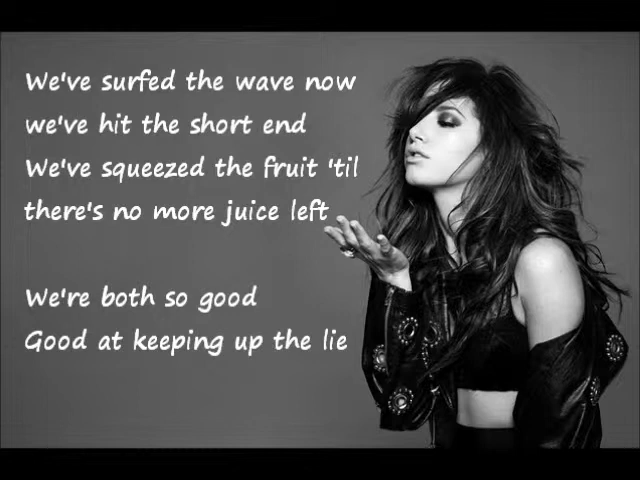 We've surfed the wave now
we've hit the short end
We've squeezed the fruit 'til
there's no more juice left
We're both so good
Good at keeping up the lie